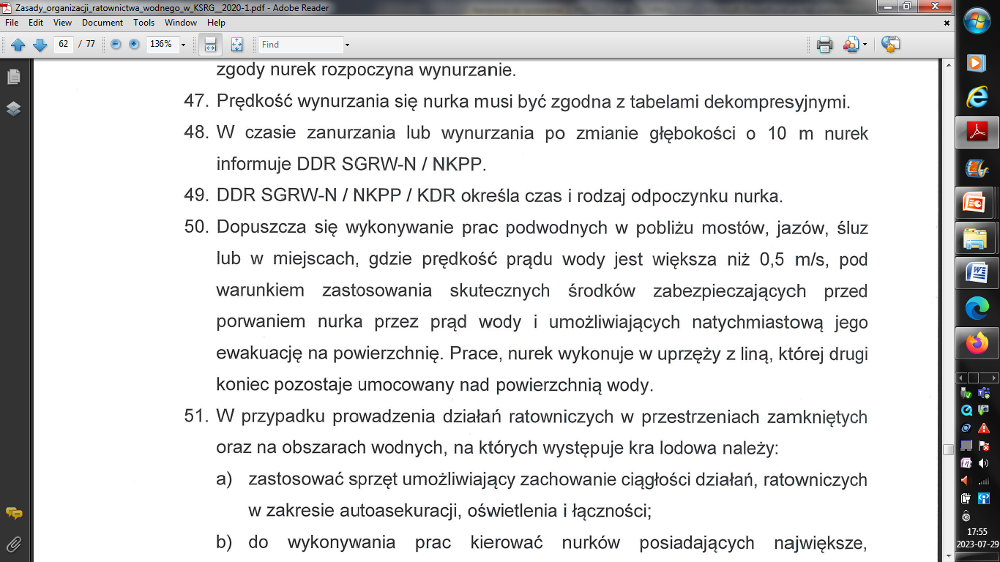 Zasady_organizacji_ratownictwa_wodnego_w_KSRG__2020-1.pdf - Adobe Reader
File Edit View Document Tools Window Help
62 / 77 136% Find
zgody nurek rozpoczyna wynurzanie.
47. Prędkość wynurzania się nurka musi być zgodna z tabelami dekompresyjnymi.
48. W czasie zanurzania lub wynurzania po zmianie głębokości o 10 m nurek
informuje DDR SGRW-N / NKPP.
49. DDR SGRW-N / NKPP / KDR określa czas i rodzaj odpoczynku nurka.
50. Dopuszcza się wykonywanie prac podwodnych w pobliżu mostów, jazów, śluz
lub w miejscach, gdzie prędkość prądu wody jest większa niż 0,5 m/s, pod
warunkiem zastosowania skutecznych środków zabezpieczających przed
porwaniem nurka przez prąd wody i umożliwiających natychmiastową jego
ewakuację na powierzchnię. Prace, nurek wykonuje w uprzęży z liną, której drugi
koniec pozostaje umocowany nad powierzchnią wody.
51. W przypadku prowadzenia działań ratowniczych w przestrzeniach zamkniętych
oraz na obszarach wodnych, na których występuje kra lodowa należy:
a) zastosować sprzęt umożliwiający zachowanie ciągłości działań, ratowniczych
w zakresie autoasekuracji, oświetlenia i łączności;
b) do wykonywania prac kierować nurków posiadających największe,
17:55
2023-07-29